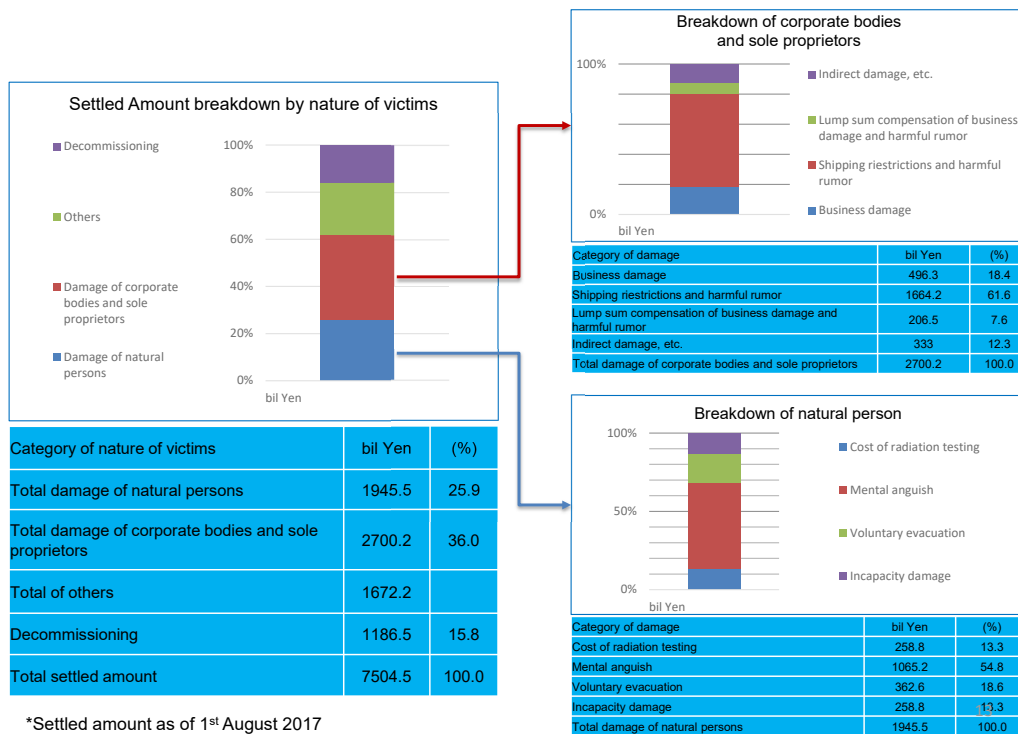 Settled Amount breakdown by nature of victims
Decommissioning
Others
Damage of corporate
bodies and sole
proprietors
Damage of natural
persons
100%
80%
60%
40%
20%
0%
bil Yen
Category of nature of victims bil Yen (%)
Total damage of natural persons 1945.5 25.9
Total damage of corporate bodies and sole
proprietors 2700.2 36.0
Total of others 1672.2
Decommissioning 1186.5 15.8
Total settled amount 7504.5 100.0
*Settled amount as of 1st August 2017
Breakdown of corporate bodies
and sole proprietors
100%
0%
bil Yen
Indirect damage, etc.
Lump sum compensation of business
damage and harmful rumor
Shipping riestrictions and harmful
rumor
Business damage
Category of damage bil Yen (%)
Business damage 496.3 18.4
Shipping riestrictions and harmful rumor 1664.2 61.6
Lump sum compensation of business damage and
harmful rumor 206.5 7.6
Indirect damage, etc. 333 12.3
Total damage of corporate bodies and sole proprietors 2700.2 100.0
Breakdown of natural person
100%
50%
0%
bil Yen
Cost of radiation testing
Mental anguish
Voluntary evacuation
Incapacity damage
Category of damage bil Yen (%)
Cost of radiation testing 258.8 13.3
Mental anguish 1065.2 54.8
Voluntary evacuation 362.6 18.6
Incapacity damage 258.8 13.3
Total damage of natural persons 1945.5 100.0